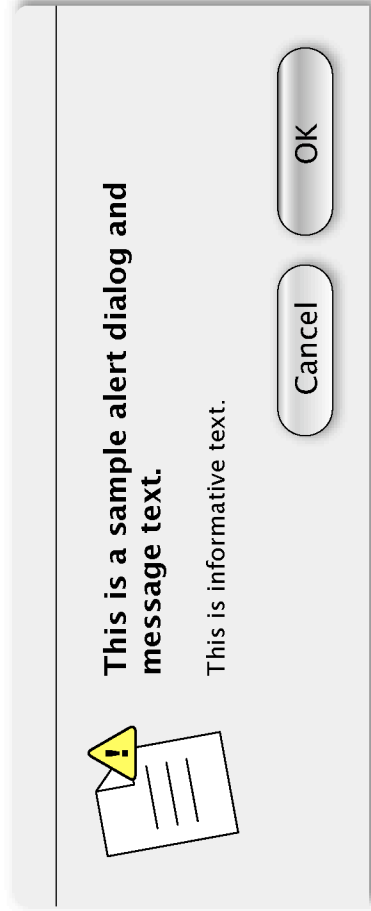 This is a sample alert dialog and
message text.
This is informative text.
Cancel
OK